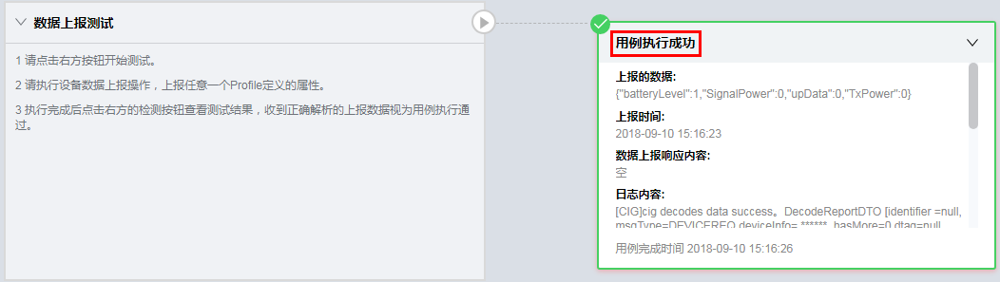 数据上报测试
1 请点击右方按钮开始测试。
2 请执行设备数据上报操作，上报任意一个Profile定义的属性。
3 执行完成后点击右方的检测按钮查看测试结果，收到正确解析的上报数据视为用例执行通
过。
用例执行成功
上报的数据:
{"batteryLevel":1,"SignalPower":0,"upData":0,"TxPower":0}
上报时间:
2018-09-10 15:16:23
数据上报响应内容:
空
日志内容:
[CIG]cig decodes data success。DecodeReportDTO [identifier =null,
msgType=DEVICEREQ,deviceInfo= ******, hasMore=0,dtag=null
用例完成时间 2018-09-10 15:16:26